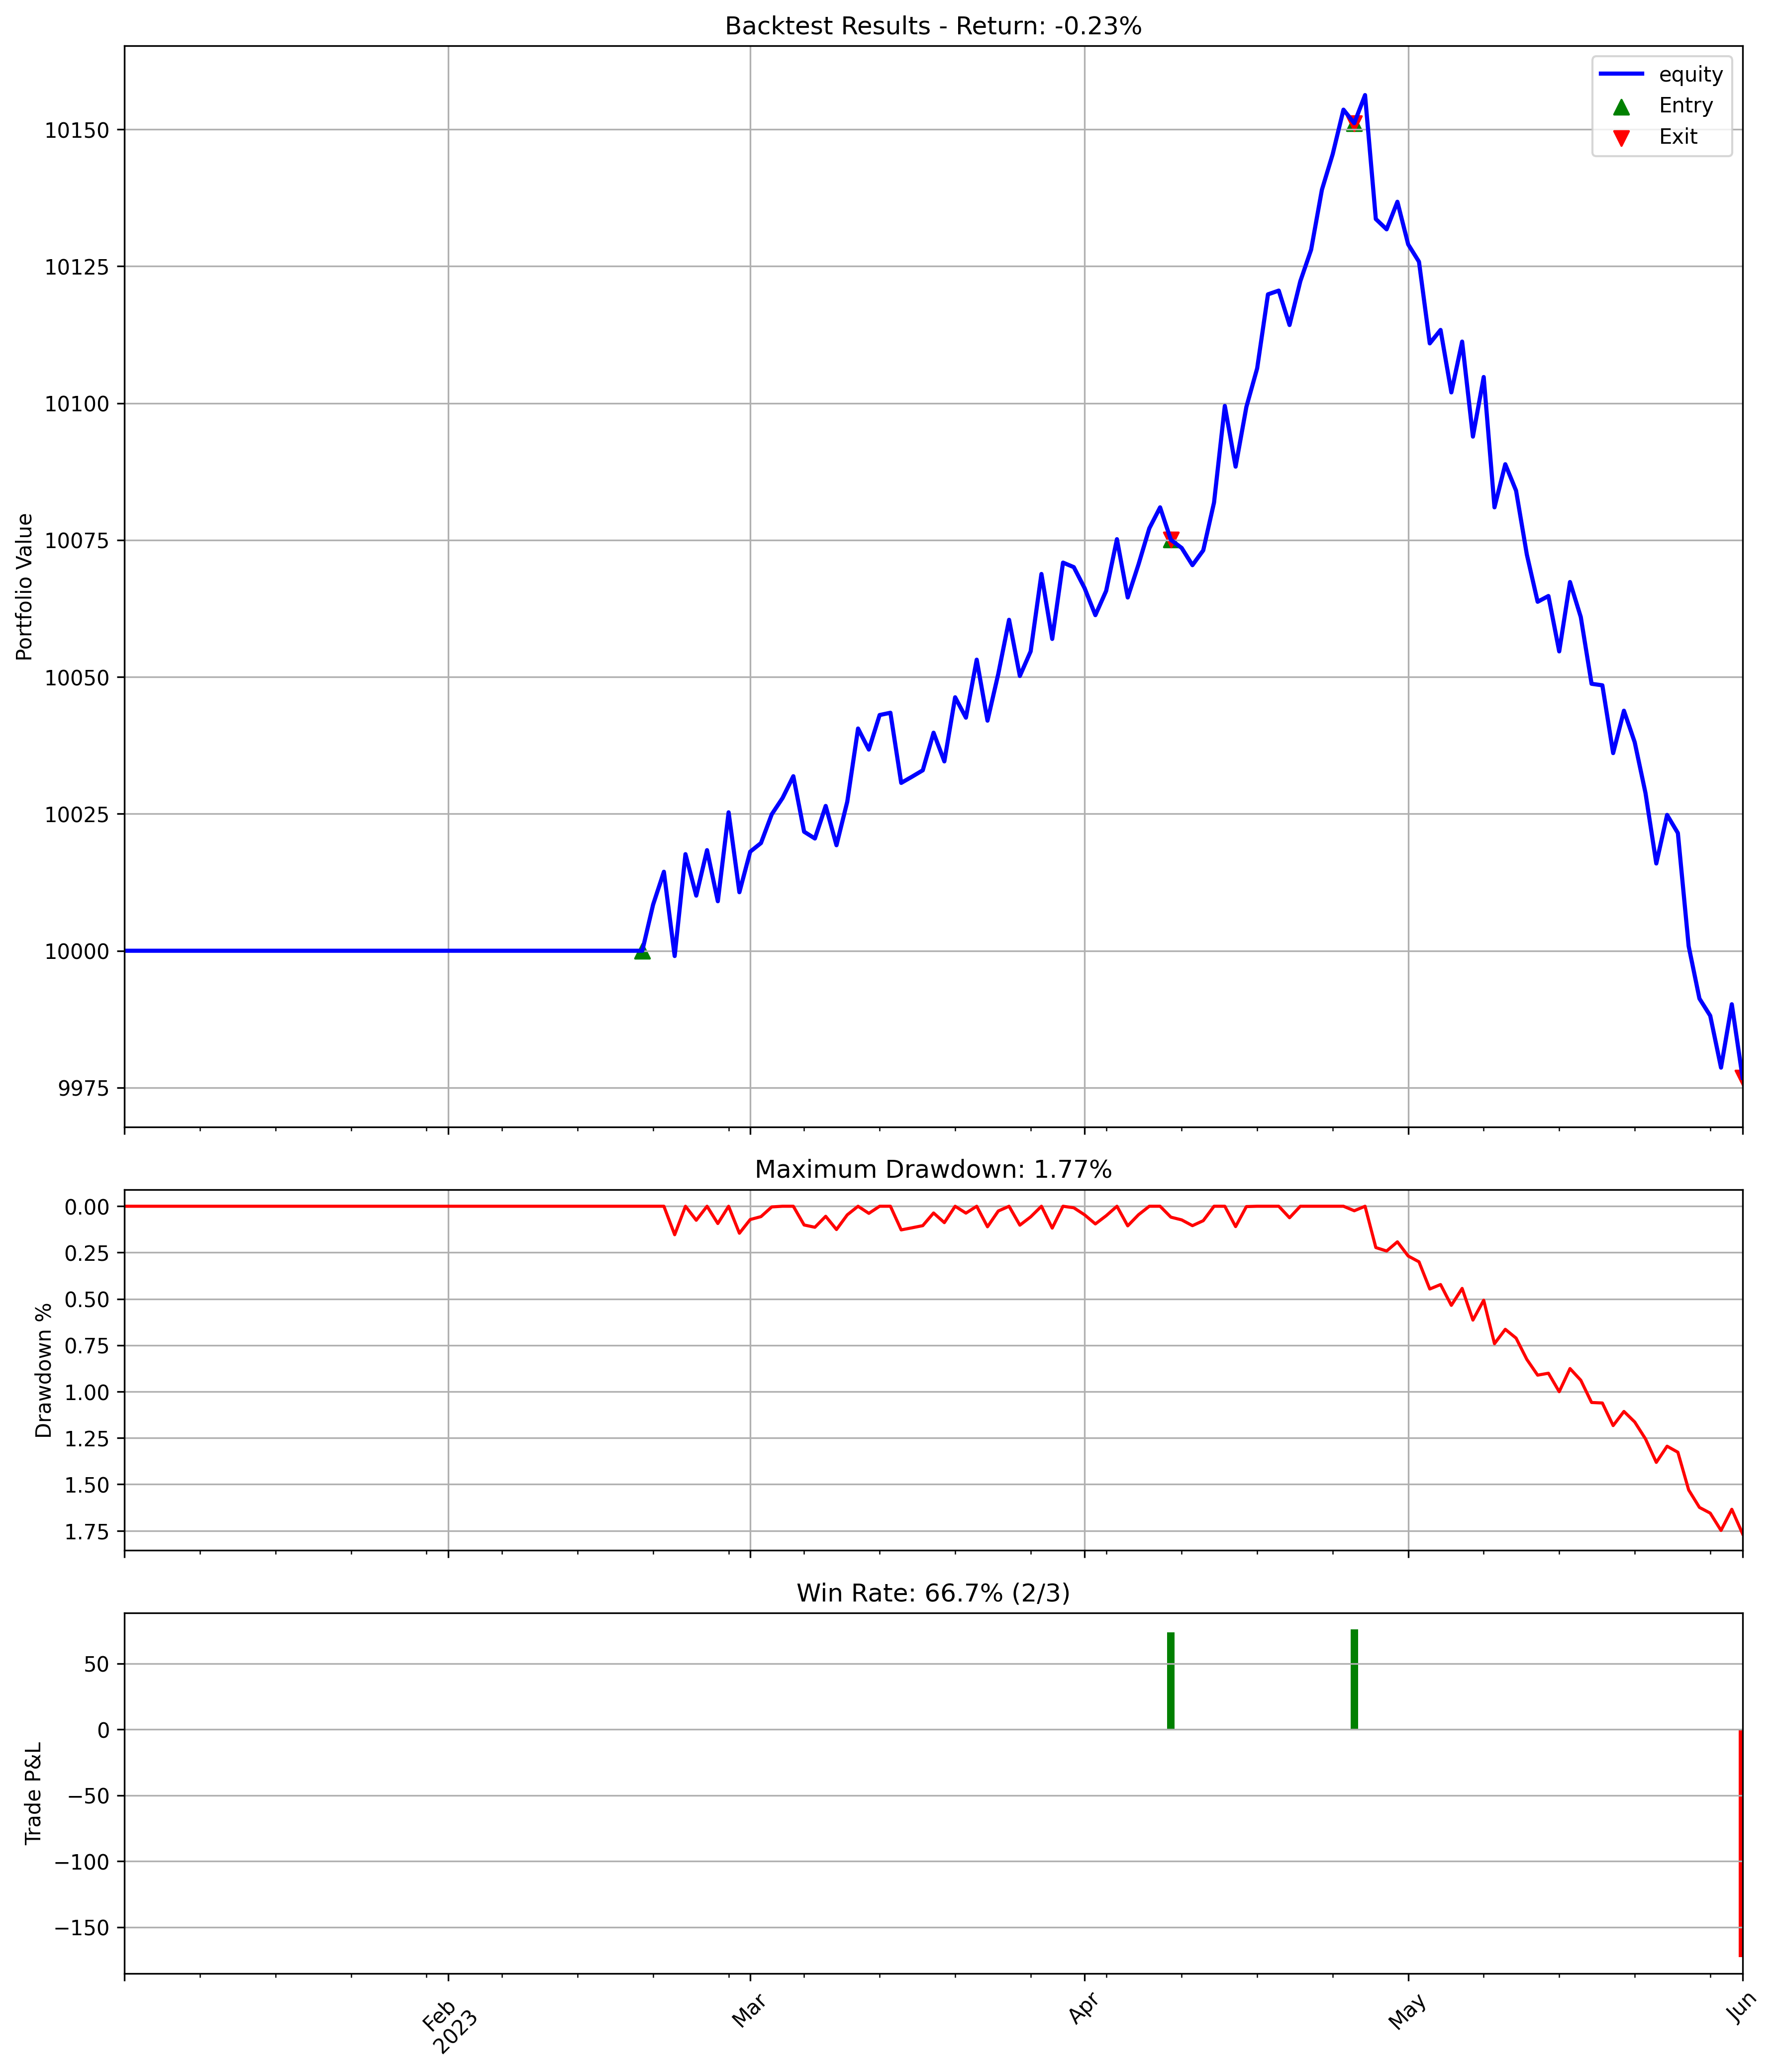 Backtest Results - Return: -0.23%
equity
Entry
Exit
10150
10125
10100
10075
10050
10025
10000
9975
Portfolio Value
Maximum Drawdown: 1.77%
0.00
0.25
0.50
0.75
1.00
1.25
1.50
1.75
Drawdown %
Win Rate: 66.7% (2/3)
50
0
−50
−100
−150
Trade P&L
Feb
2023
Mar
Apr
May
Jun